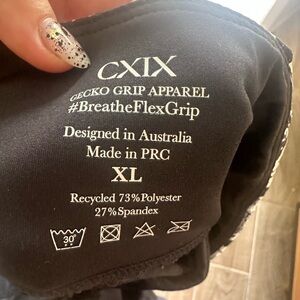 CXIX
GECKO GRIP APPAREL
#BreatheFlexGrip
Designed in Australia
Made in PRC
XL
Recycled 73%Polyester
27%Spandex
30°